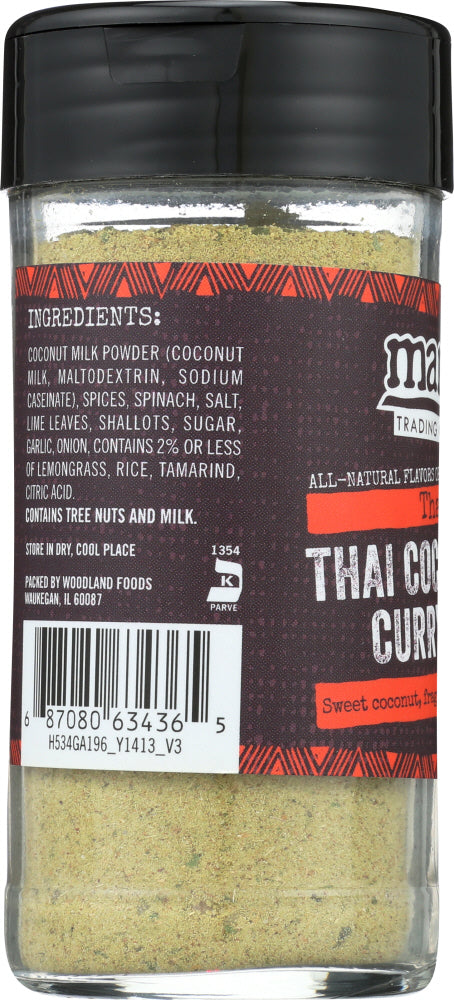 INGREDIENTS:
COCONUT MILK POWDER (COCONUT
MILK, MALTODEXTRIN, SODIUM
CASEINATE), SPICES, SPINACH, SALT,
LIME LEAVES, SHALLOTS, SUGAR,
GARLIC, ONION, CONTAINS 2% OR LESS
OF LEMONGRASS, RICE, TAMARIND,
CITRIC ACID.
CONTAINS TREE NUTS AND MILK.
STORE IN DRY, COOL PLACE
PACKED BY WOODLAND FOODS
WAUKEGAN, IL 60087
1354
K
PARVE
6 87080 63436 5
H534GA196_Y1413_V3
TRADING
ALL-NATURAL FLAVORS
THAI
CURRY
Sweet coconut,